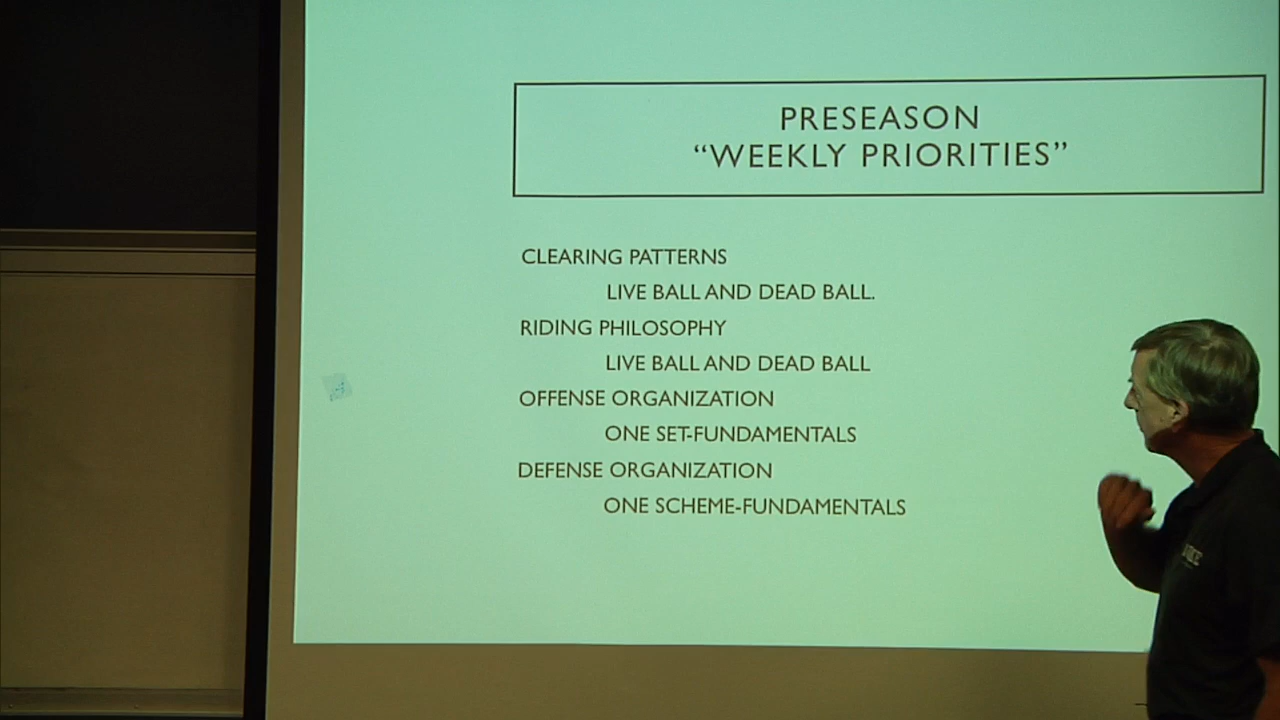 PRESEASON
“WEEKLY PRIORITIES”
CLEARING PATTERNS
LIVE BALL AND DEAD BALL.
RIDING PHILOSOPHY
LIVE BALL AND DEAD BALL
OFFENSE ORGANIZATION
ONE SET-FUNDAMENTALS
DEFENSE ORGANIZATION
ONE SCHEME-FUNDAMENTALS